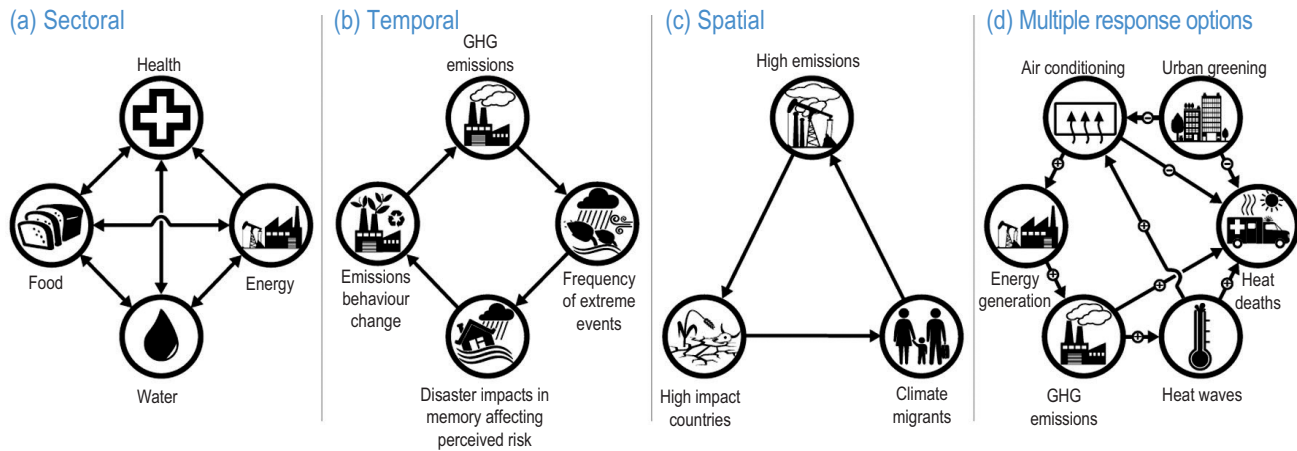 (a) Sectoral
Health
Food
Energy
Water
(b) Temporal
GHG
emissions
Emissions
behaviour
change
Frequency
of extreme
events
Disaster impacts in
memory affecting
perceived risk
(c) Spatial
High emissions
High impact
countries
Climate
migrants
(d) Multiple response options
Air conditioning
Urban greening
Energy
generation
Heat
deaths
GHG
emissions
Heat waves